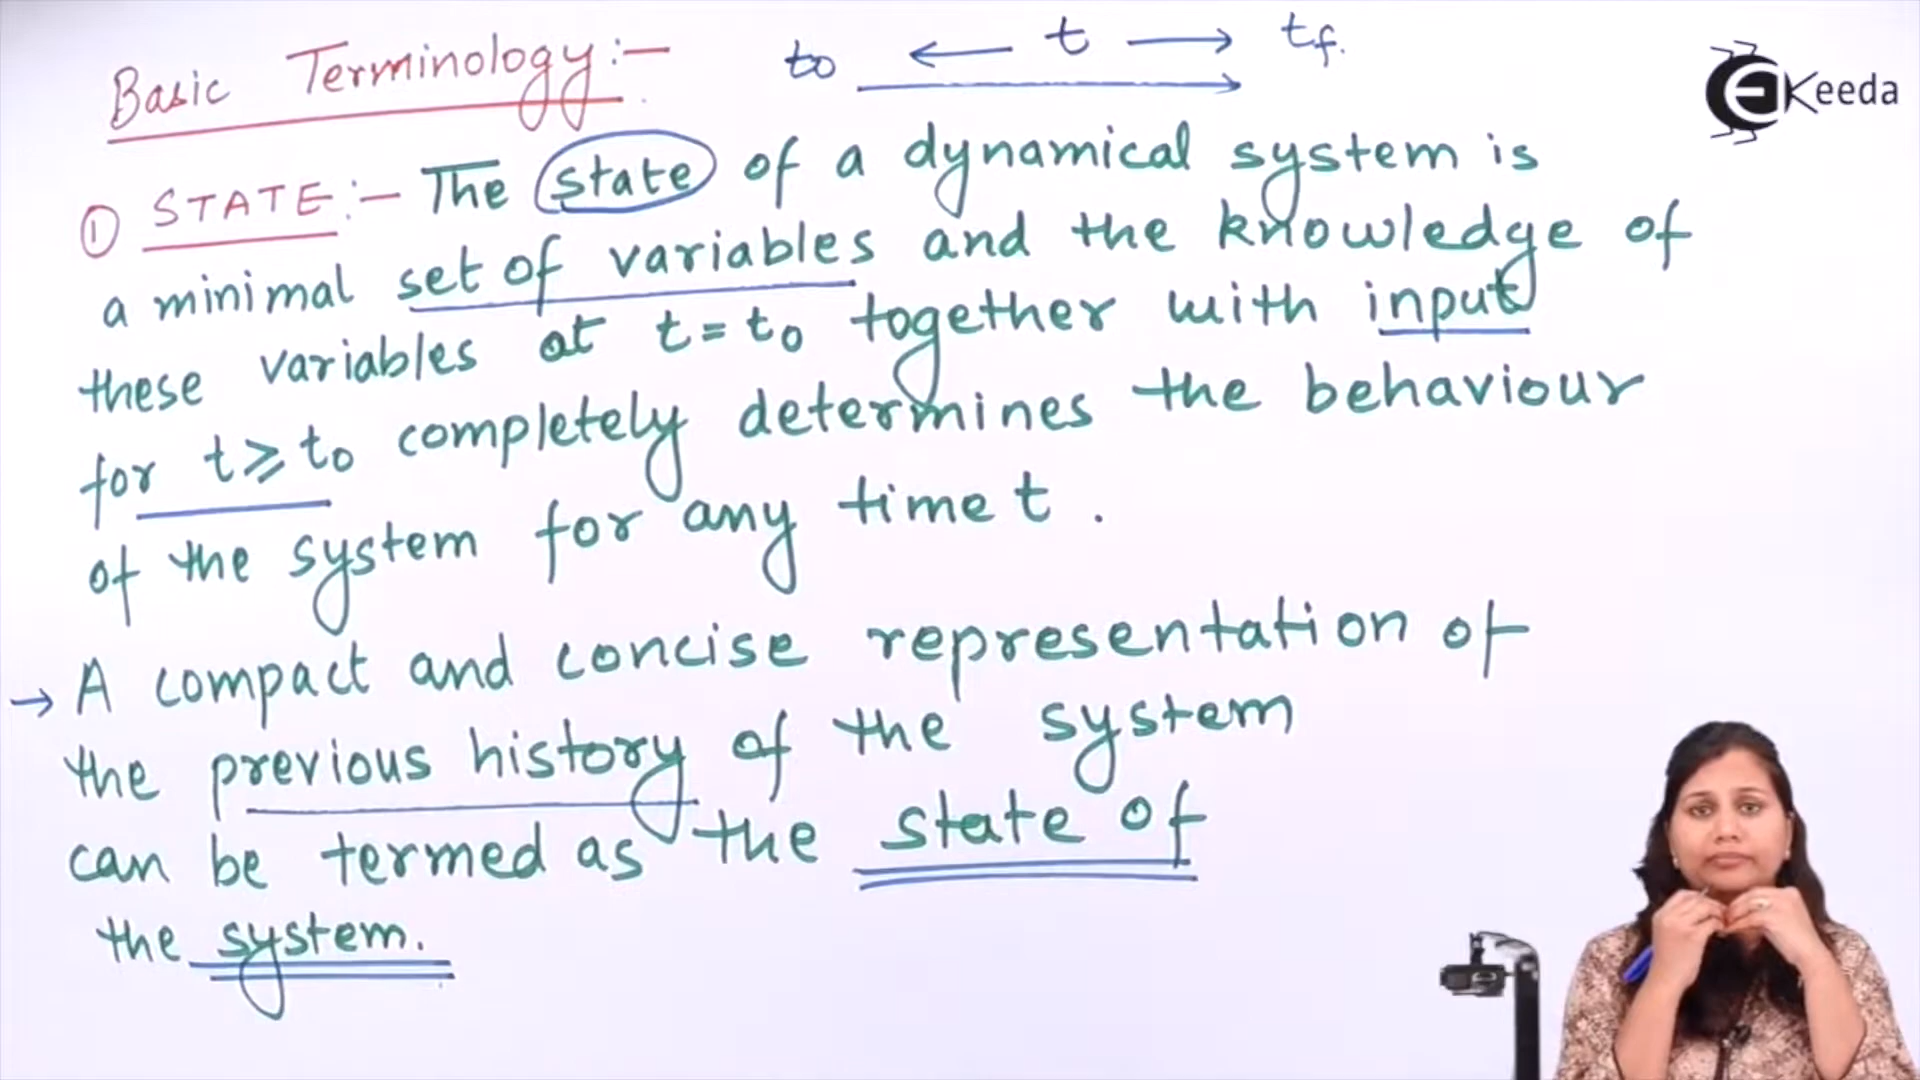 Basic Terminology:-
to ← t → tf.
Keeda
① STATE:- The state of a dynamical system is
a minimal set of variables and the knowledge of
these variables at t=to together with input
for t⩾to completely determines the behaviour
of the system for any time t.
→ A compact and concise representation of
the previous history of the system
can be termed as the state of
the system.